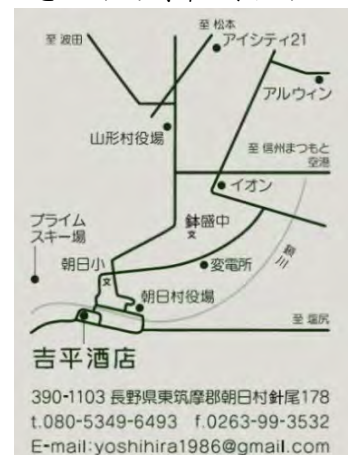 至 松本
至 波田
アイシティ21
アルウィン
山形村役場
至 信州まつもと
空港
イオン
プライム
スキー場
鉢盛中
文
鎖川
朝日小
文
変電所
朝日村役場
至 塩尻
吉平酒店
390-1103 長野県東筑摩郡朝日村針尾178
t.080-5349-6493 f.0263-99-3532
E-mail:yoshihira1986@gmail.com